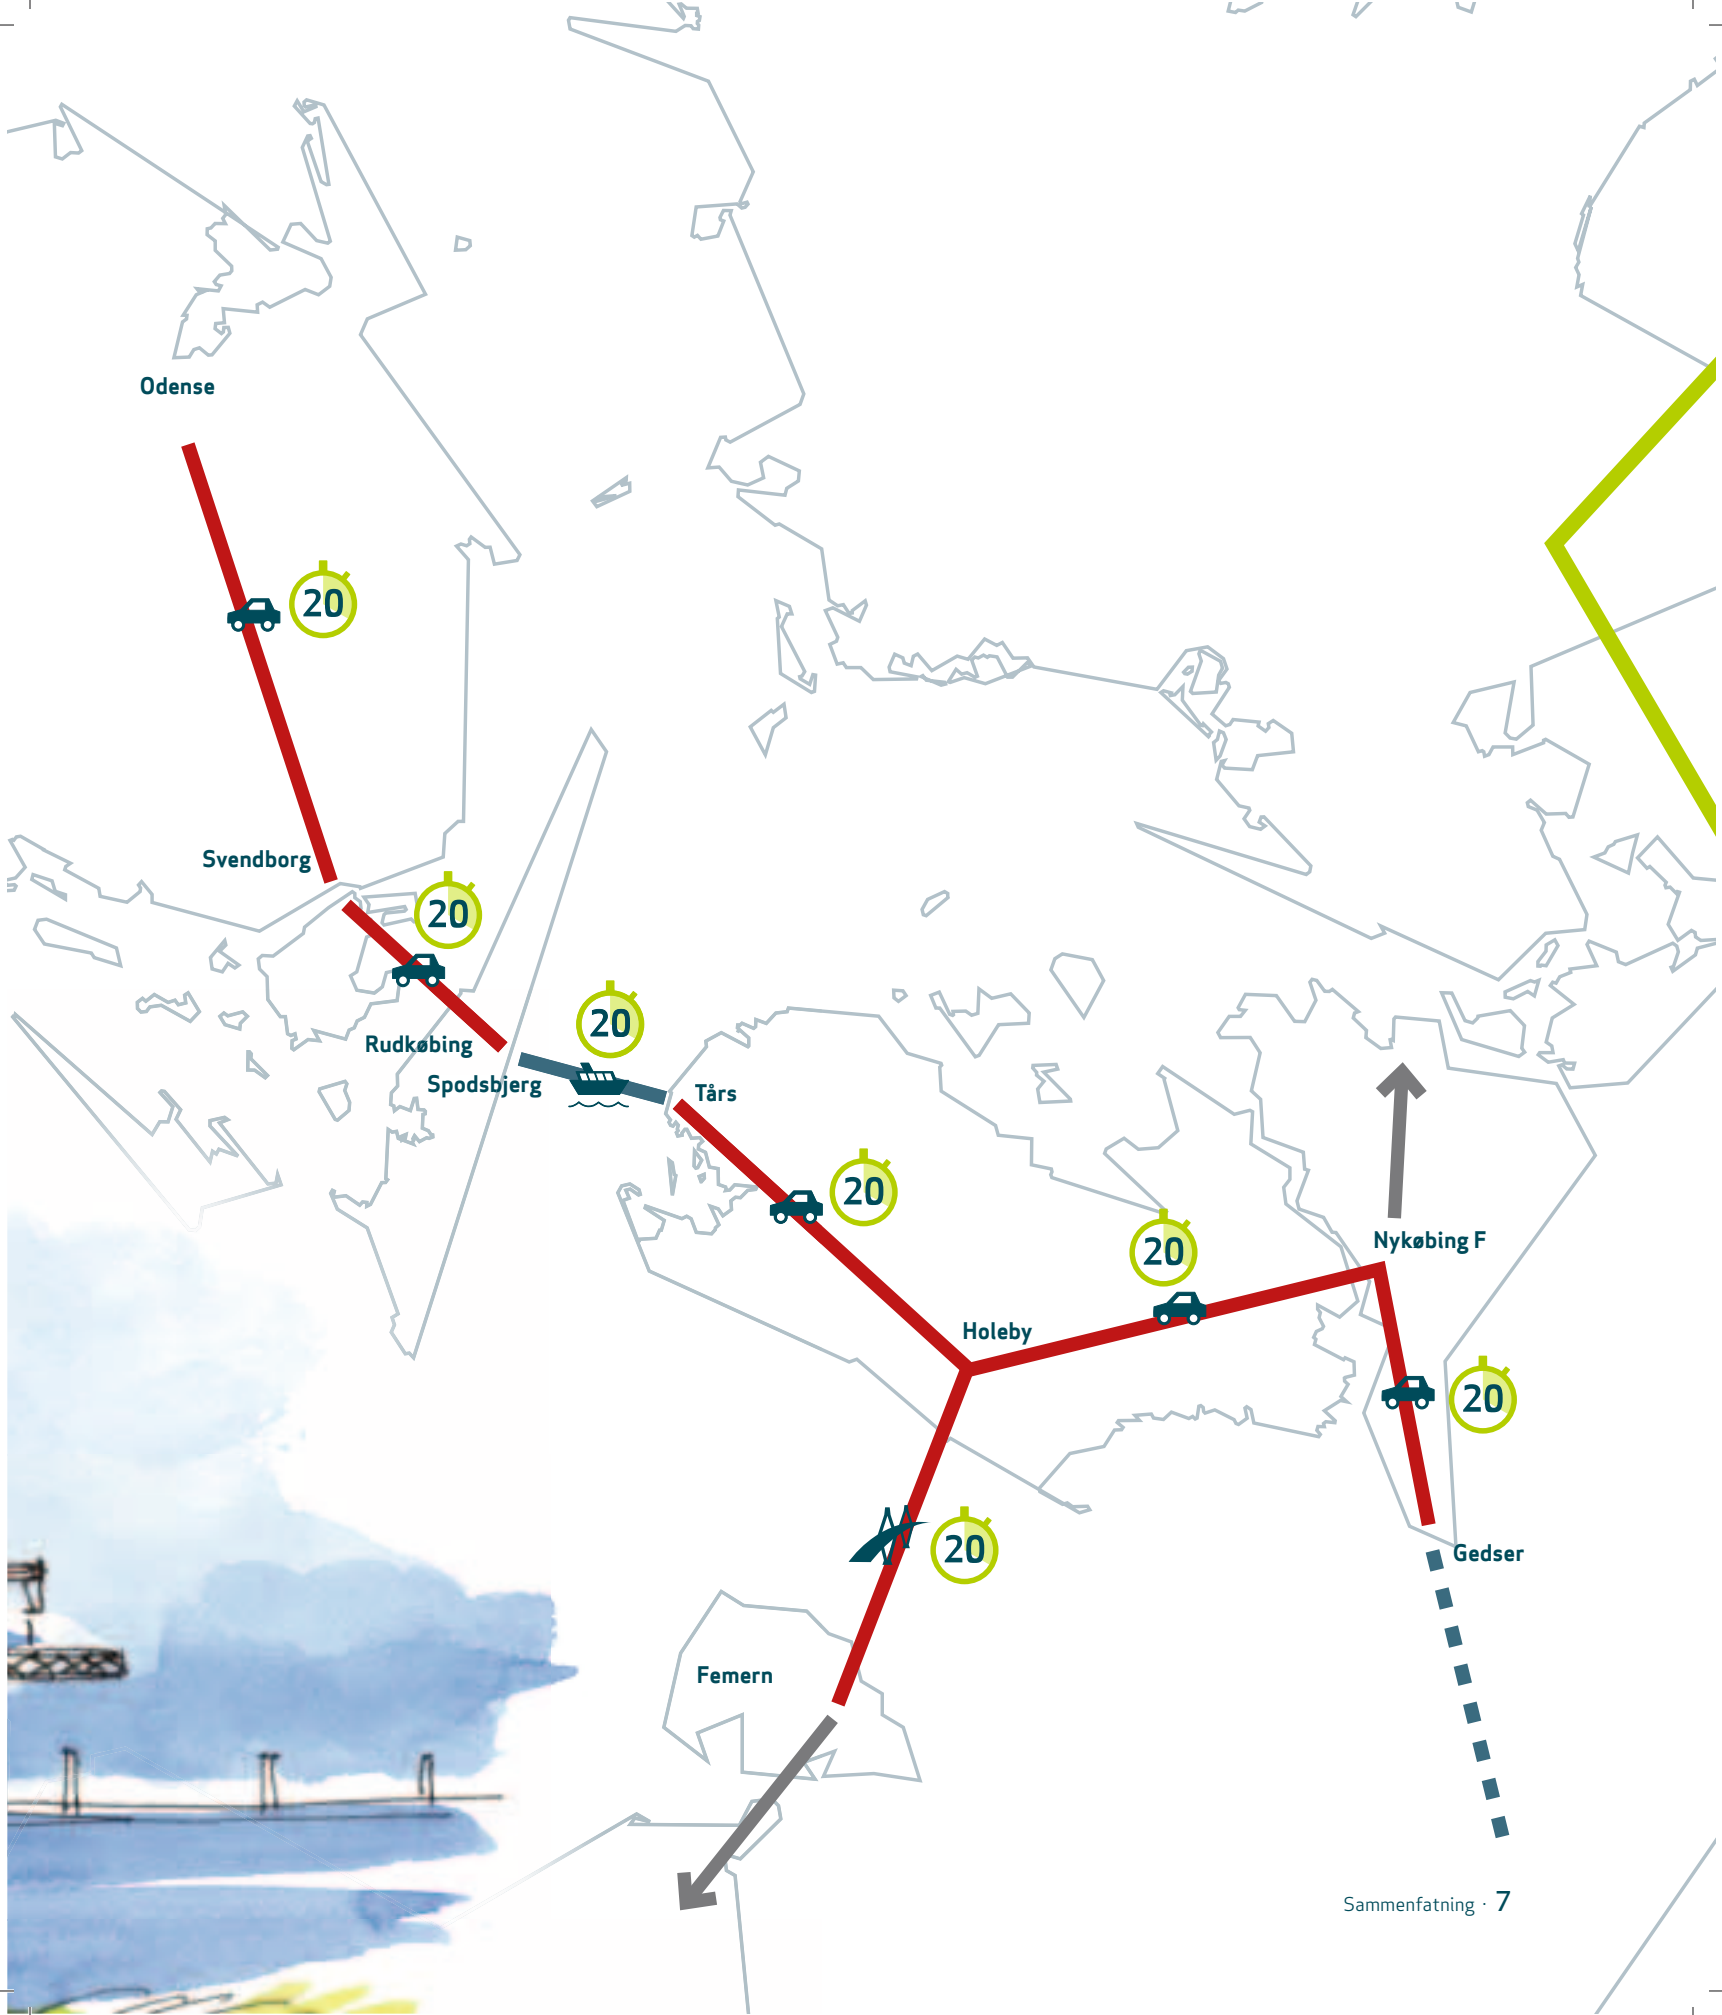 Odense
20
Svendborg
20
Rudkøbing
20
Spodsbjerg
Tårs
20
20
Nykøbing F
Holeby
20
20
Gedser
Femern
Sammenfatning · 7